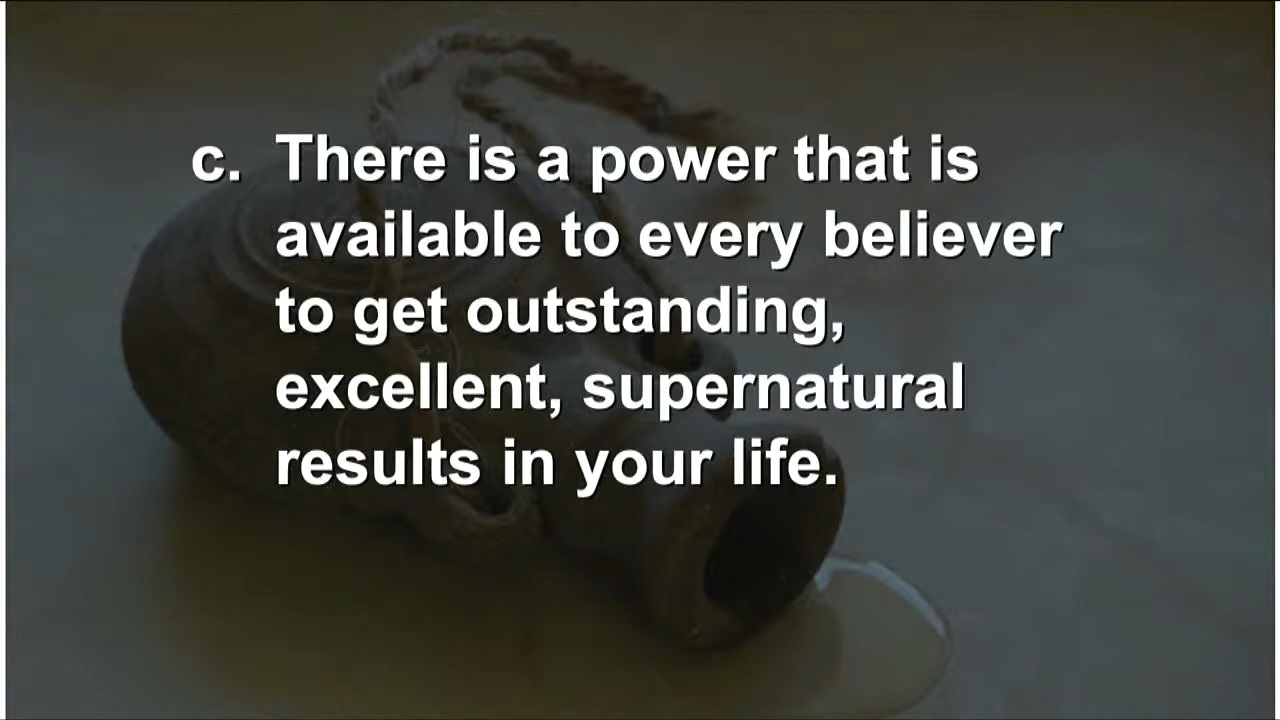 c. There is a power that is
available to every believer
to get outstanding,
excellent, supernatural
results in your life.